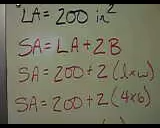 LA = 200 in²
SA = LA + 2B
SA = 200 + 2 (l x w)
SA = 200 + 2 (4 x 6)